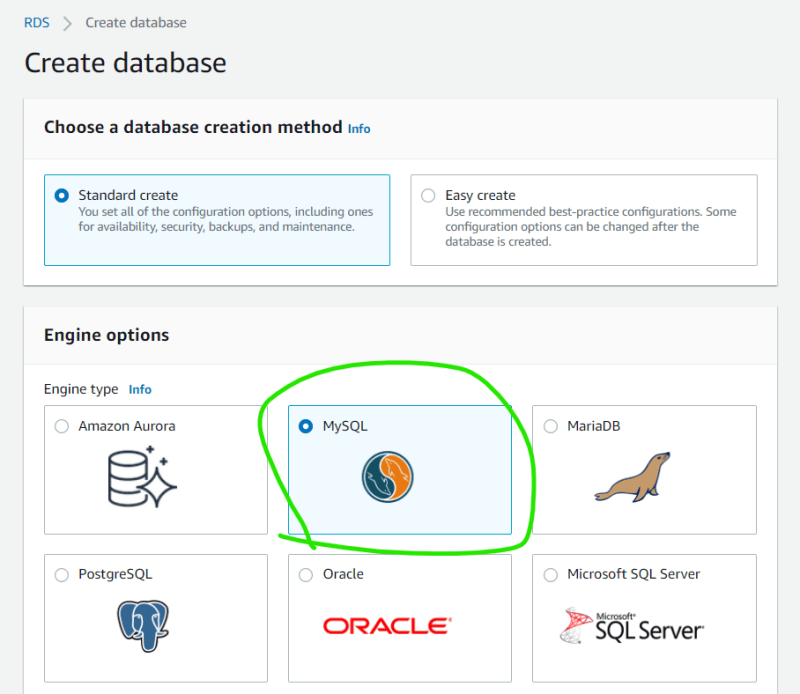 RDS > Create database
Create database
Choose a database creation method Info
Standard create
You set all of the configuration options, including ones
for availability, security, backups, and maintenance.
Easy create
Use recommended best-practice configurations. Some
configuration options can be changed after the
database is created.
Engine options
Engine type Info
Amazon Aurora
MySQL
MariaDB
PostgreSQL
Oracle
ORACLE®
Microsoft SQL Server
Microsoft®
SQL Server®